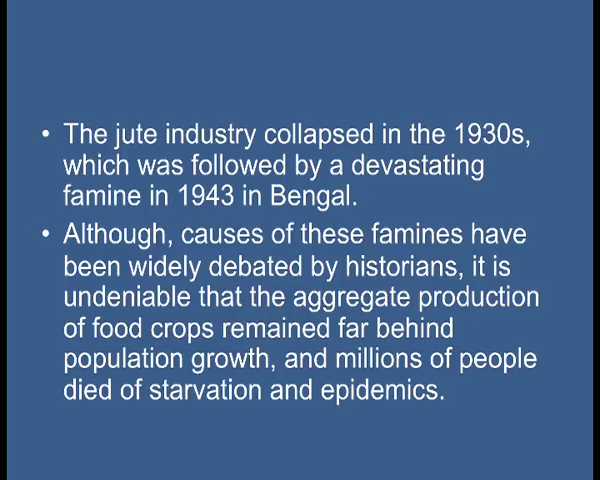 • The jute industry collapsed in the 1930s,
which was followed by a devastating
famine in 1943 in Bengal.
• Although, causes of these famines have
been widely debated by historians, it is
undeniable that the aggregate production
of food crops remained far behind
population growth, and millions of people
died of starvation and epidemics.